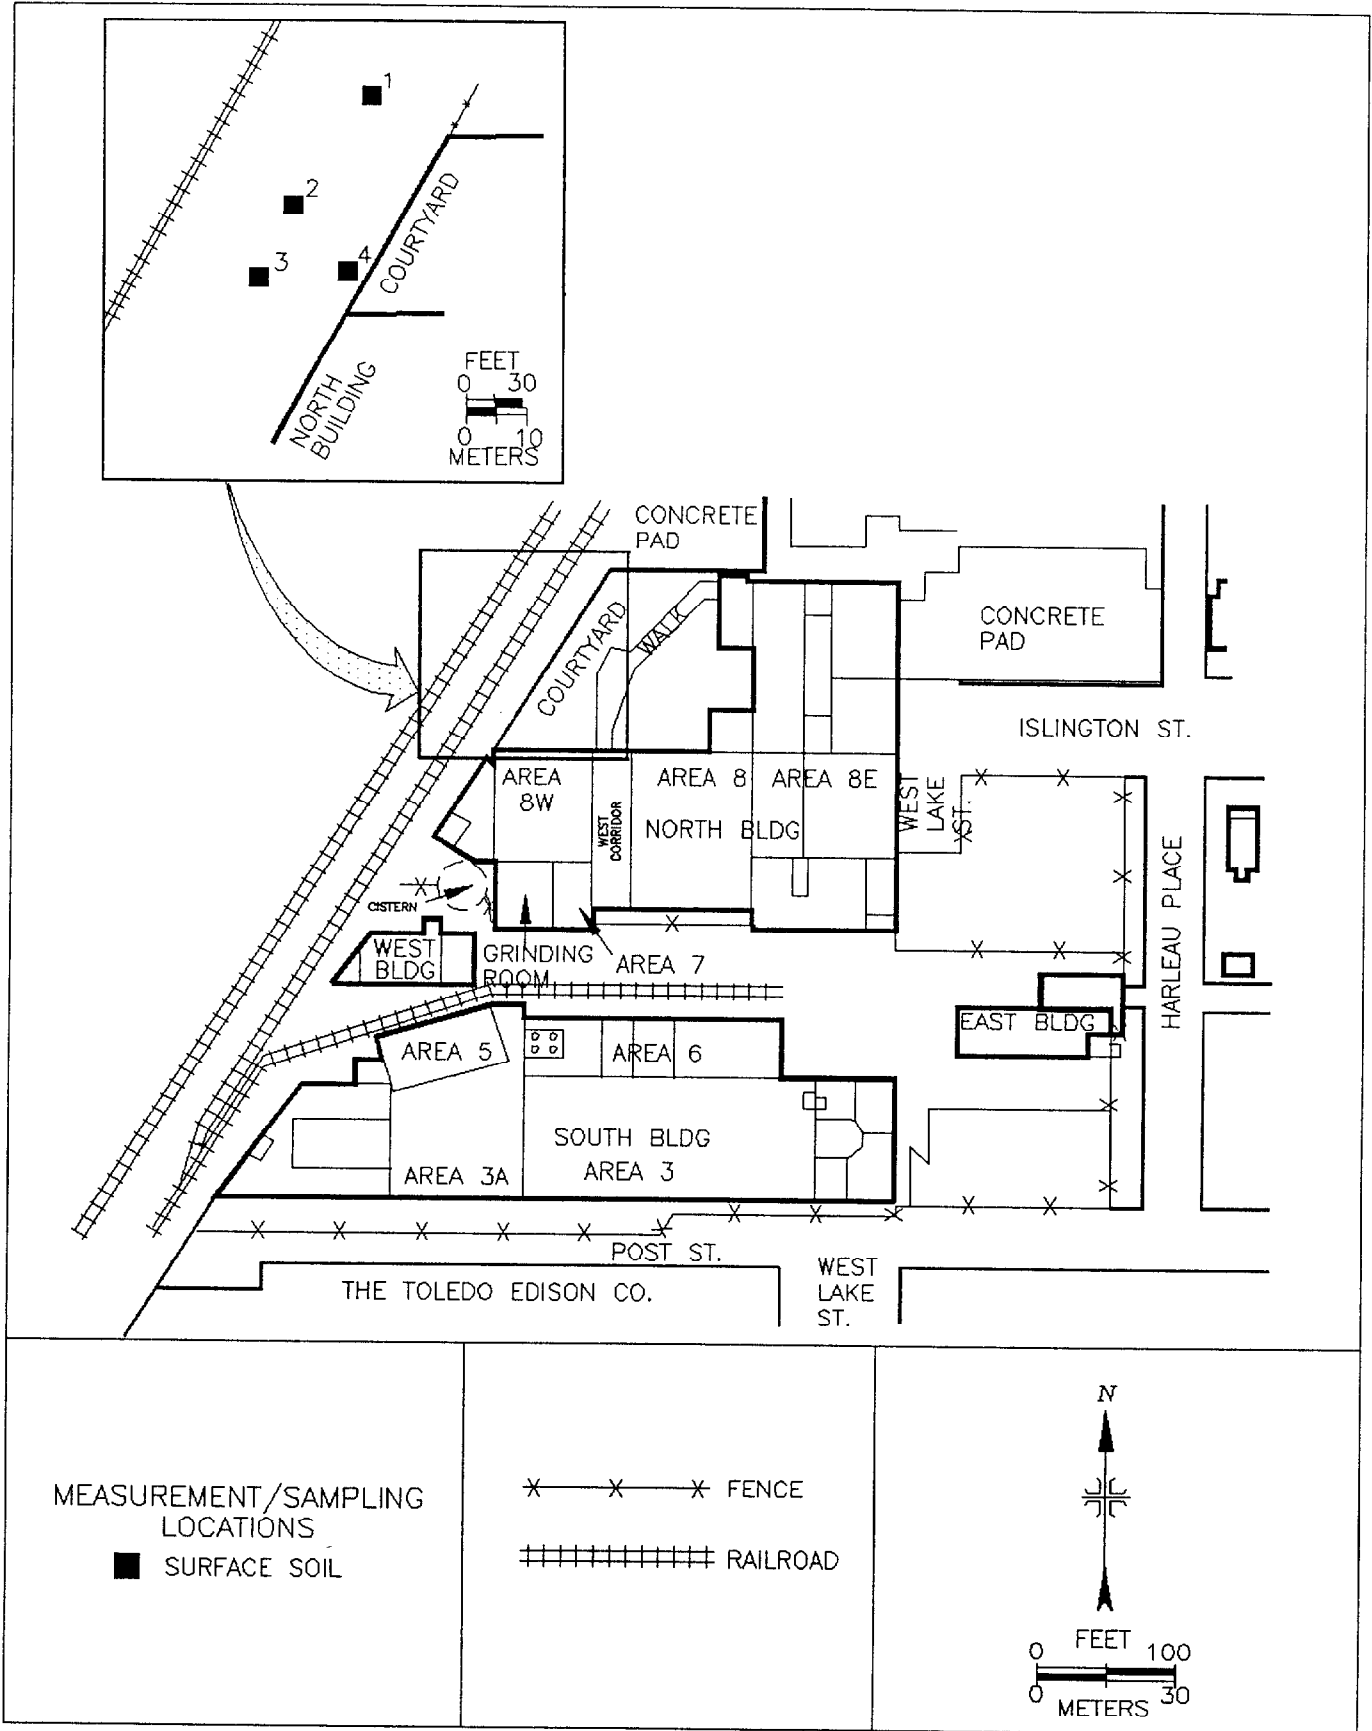 1
2
3
4
COURTYARD
NORTH
BUILDING
FEET
0 30
0 10
METERS
CONCRETE
PAD
COURTYARD
WALK
CONCRETE
PAD
ISLINGTON ST.
AREA
8W
WEST
CORRIDOR
AREA 8
AREA 8E
NORTH BLDG
WEST
LAKE
ST.
HARLEAU PLACE
CISTERN
WEST
BLDG
GRINDING
ROOM
AREA 7
EAST BLDG
AREA 5
AREA 6
SOUTH BLDG
AREA 3A
AREA 3
POST ST.
THE TOLEDO EDISON CO.
WEST
LAKE
ST.
MEASUREMENT/SAMPLING
LOCATIONS
SURFACE SOIL
FENCE
RAILROAD
N
FEET
0 100
0 30
METERS